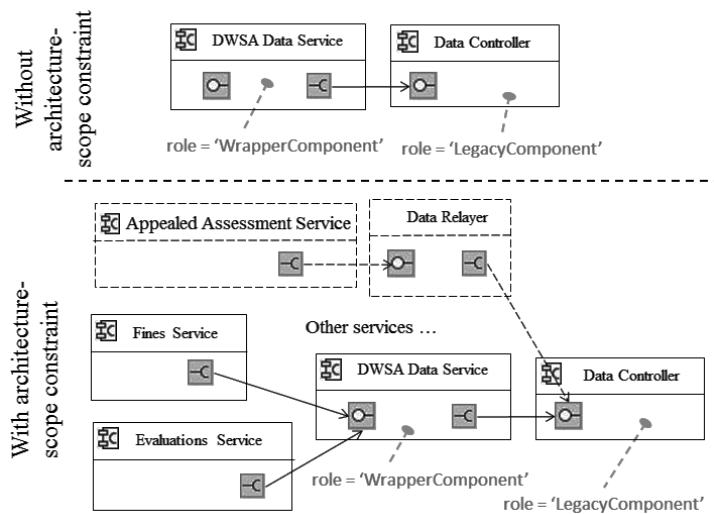 Without
architecture-
scope constraint
DWSA Data Service
Data Controller
role = ‘WrapperComponent’
role = ‘LegacyComponent’
With architecture-
scope constraint
Appealed Assessment Service
Data Relayer
Fines Service
Other services ...
DWSA Data Service
Data Controller
Evaluations Service
role = ‘WrapperComponent’
role = ‘LegacyComponent’